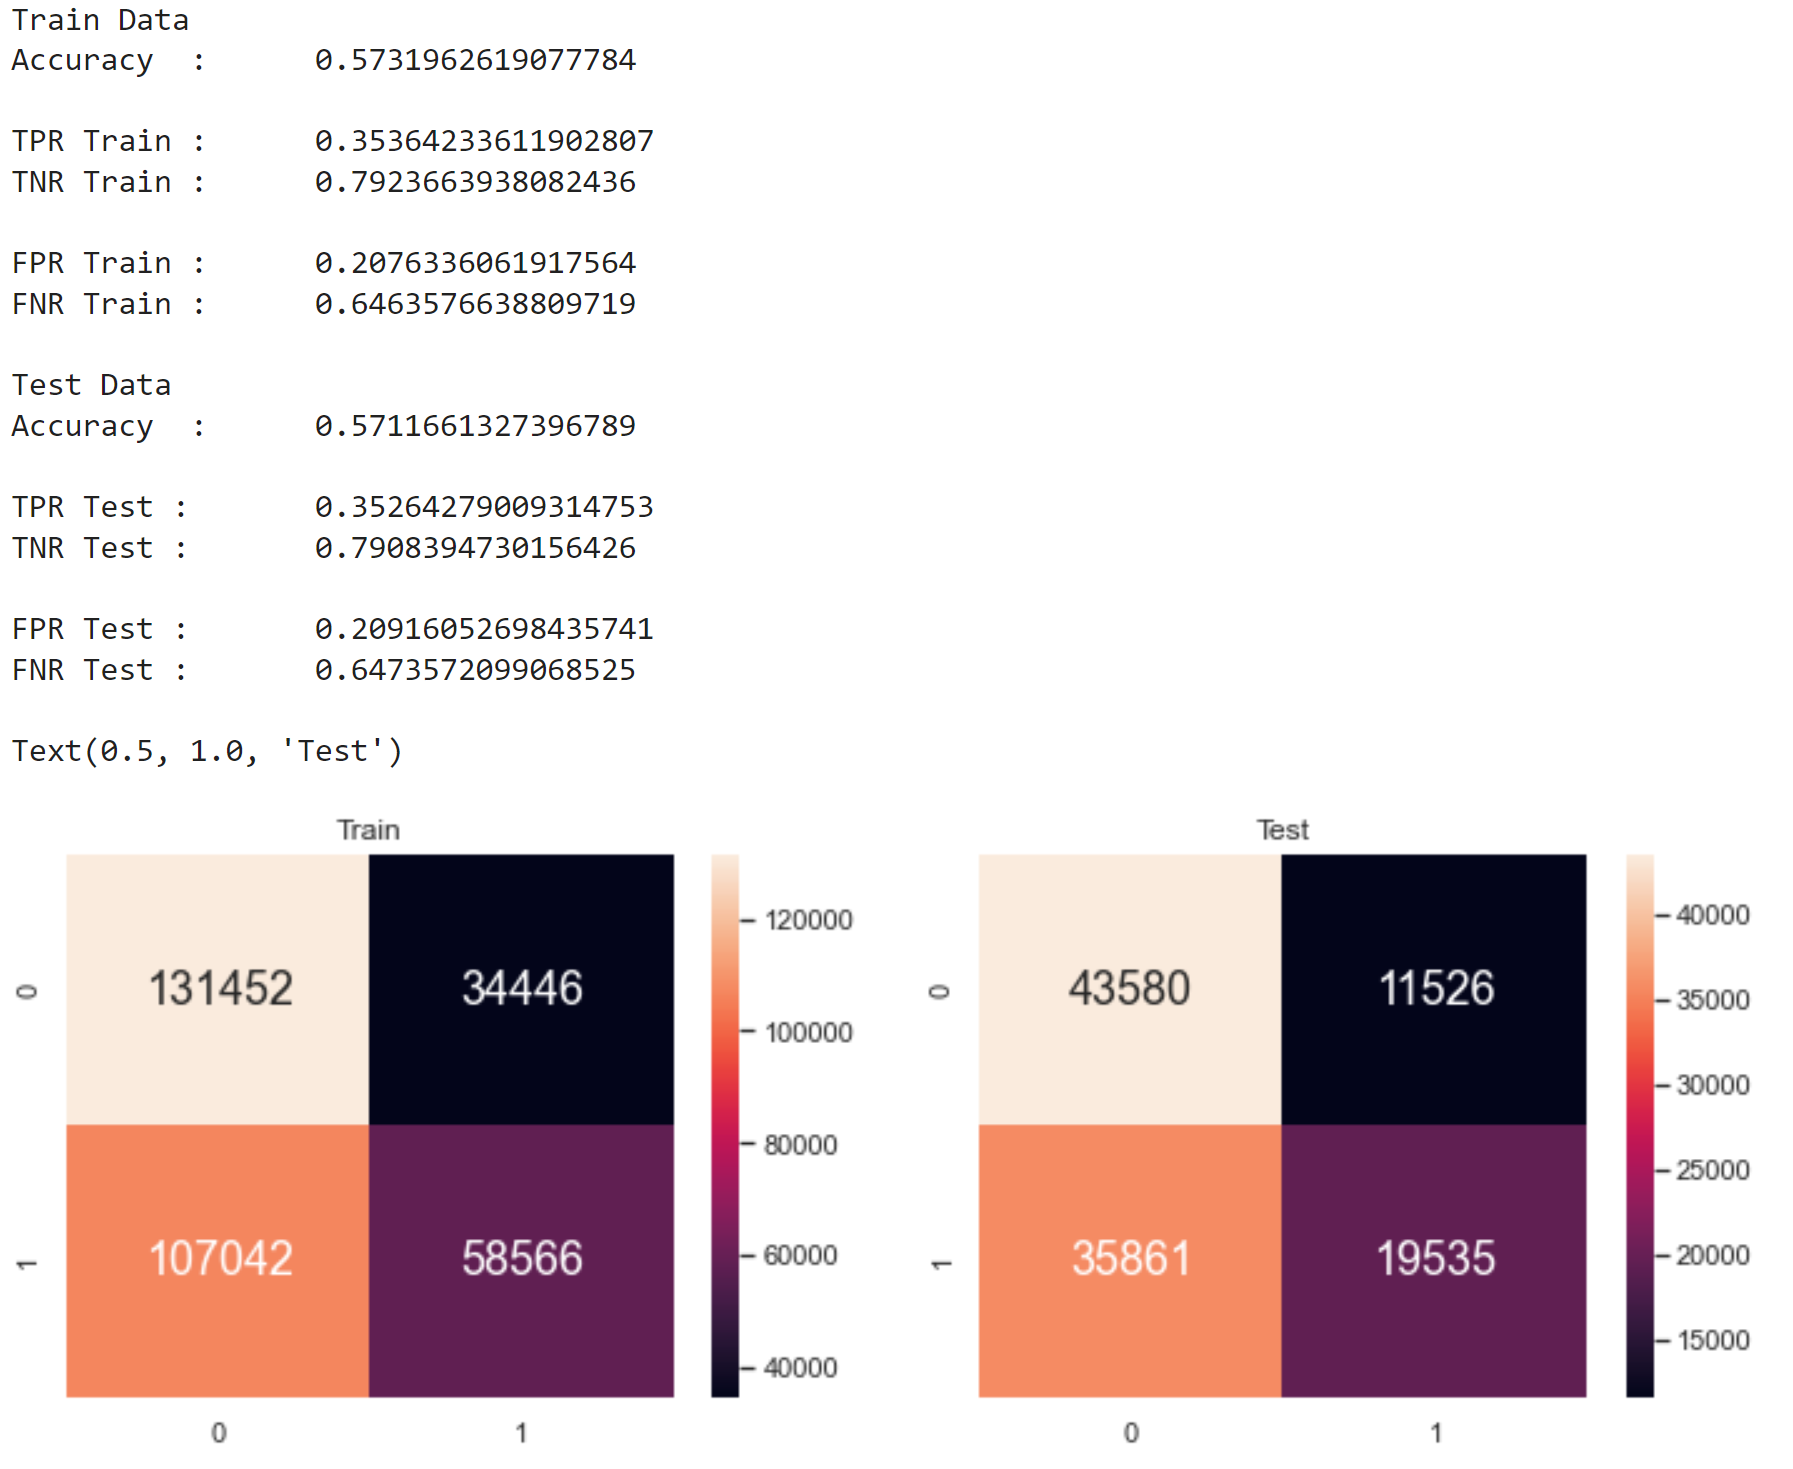 Train Data
Accuracy  :      0.5731962619077784
TPR Train :      0.35364233611902807
TNR Train :      0.7923663938082436
FPR Train :      0.2076336061917564
FNR Train :      0.6463576638809719
Test Data
Accuracy  :      0.5711661327396789
TPR Test :       0.35264279009314753
TNR Test :       0.7908394730156426
FPR Test :       0.20916052698435741
FNR Test :       0.6473572099068525
Text(0.5, 1.0, 'Test')
Train
0
131452 34446
1
107042 58566
0 1
120000
100000
80000
60000
40000
Test
0
43580 11526
1
35861 19535
0 1
40000
35000
30000
25000
20000
15000